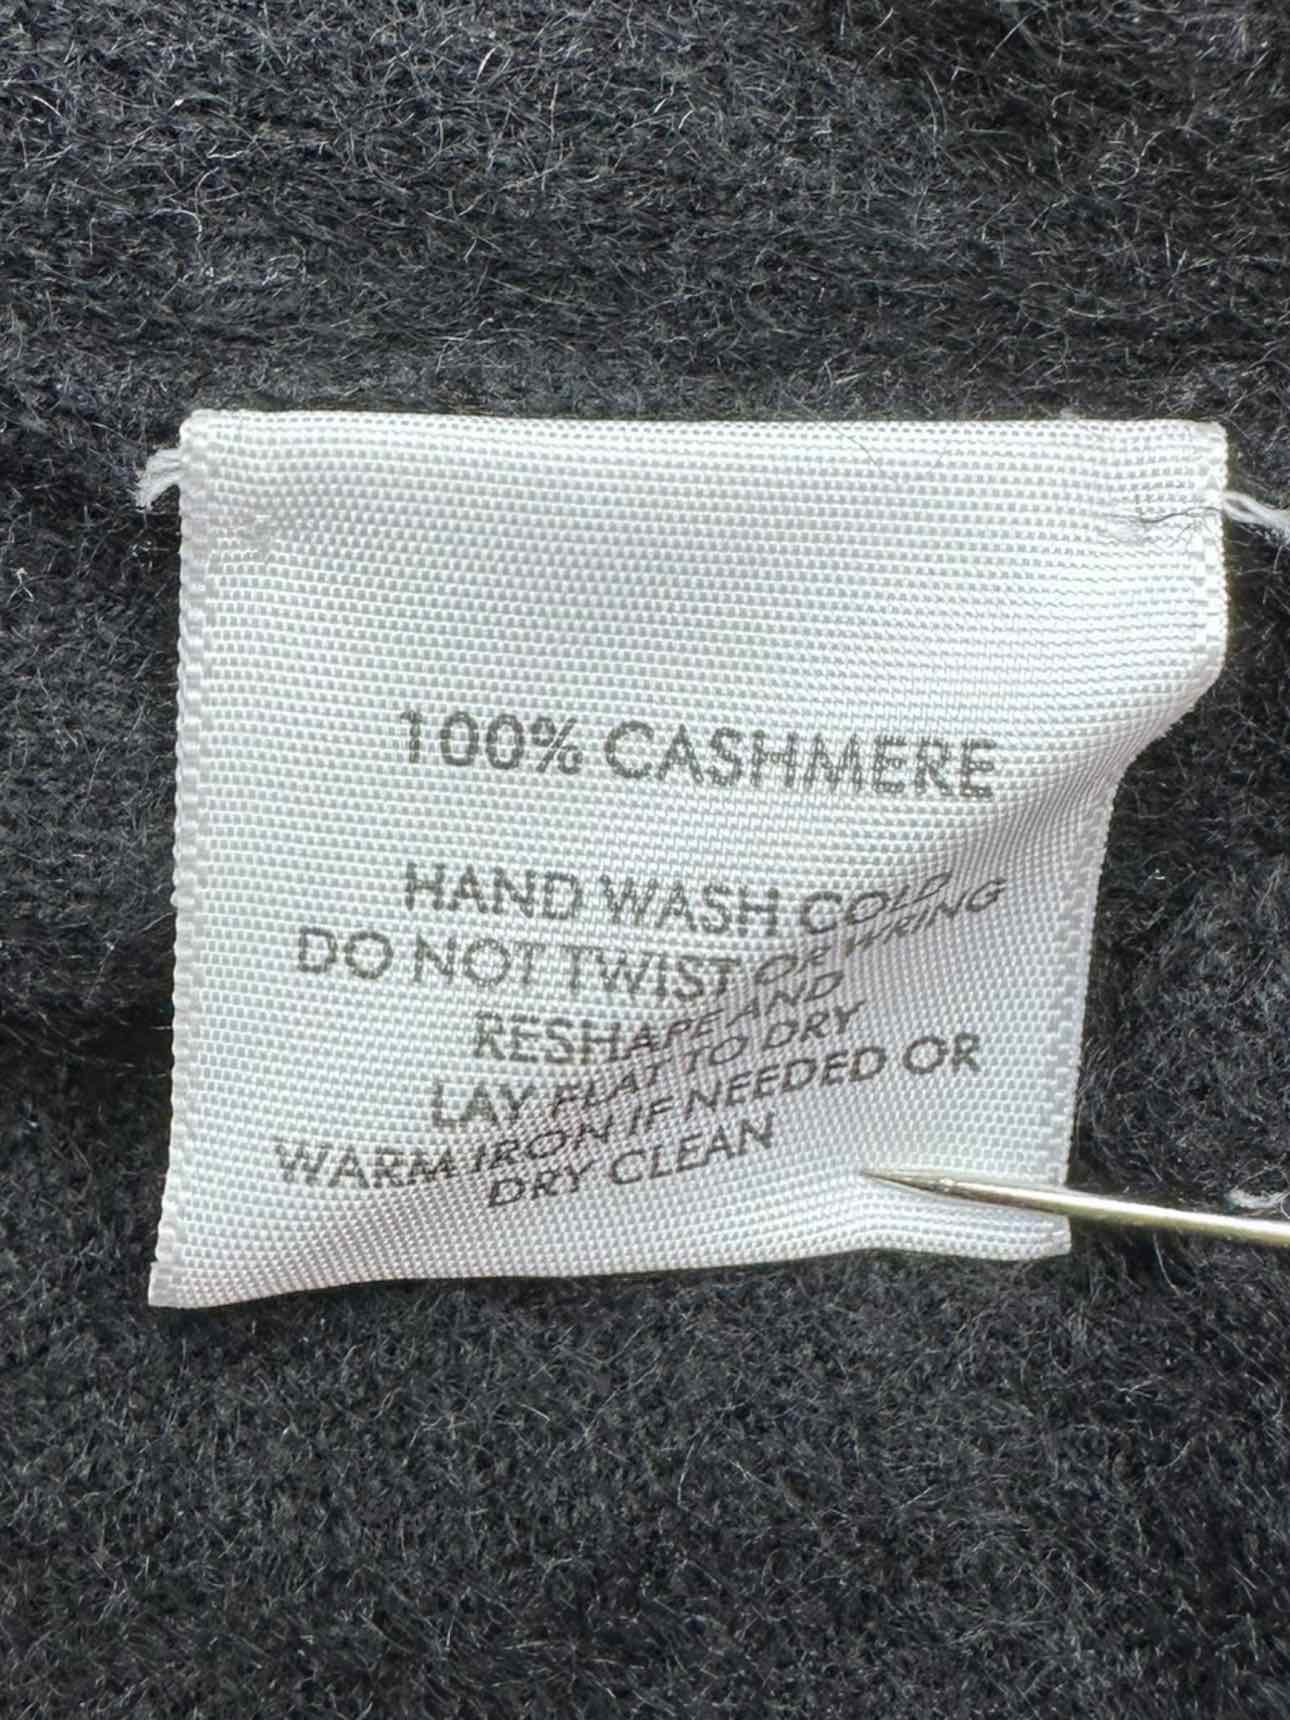 100% CASHMERE
HAND WASH COLD
DO NOT TWIST OR WRING
RESHAPE AND
LAY FLAT TO DRY
WARM IRON IF NEEDED OR
DRY CLEAN